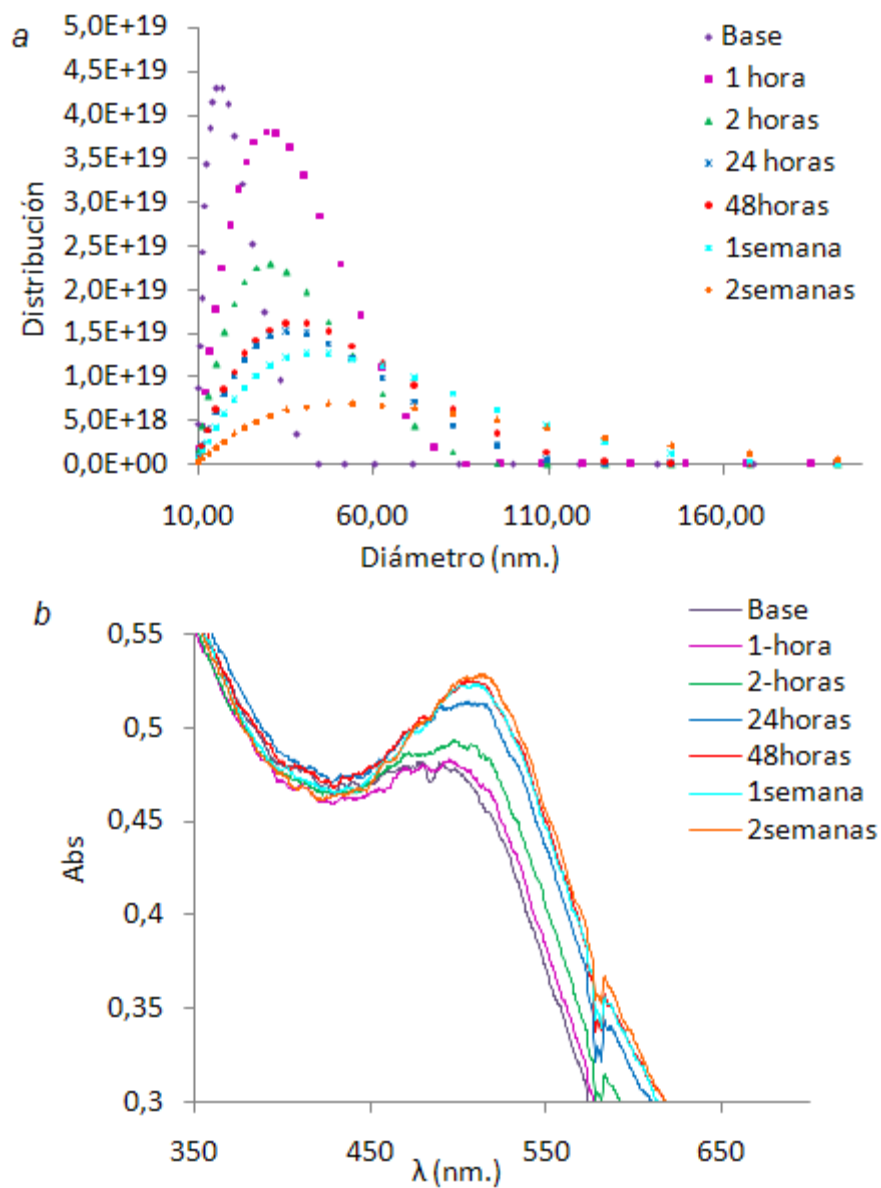 a
5,0E+19
4,5E+19
4,0E+19
3,5E+19
3,0E+19
2,5E+19
2,0E+19
1,5E+19
1,0E+19
5,0E+18
0,0E+00
Distribución
10,00 60,00 110,00 160,00
Diámetro (nm.)
Base
1 hora
2 horas
24 horas
48horas
1semana
2semanas
b
0,55
0,5
0,45
0,4
0,35
0,3
Abs
350 450 550 650
λ (nm.)
Base
1-hora
2-horas
24horas
48horas
1semana
2semanas